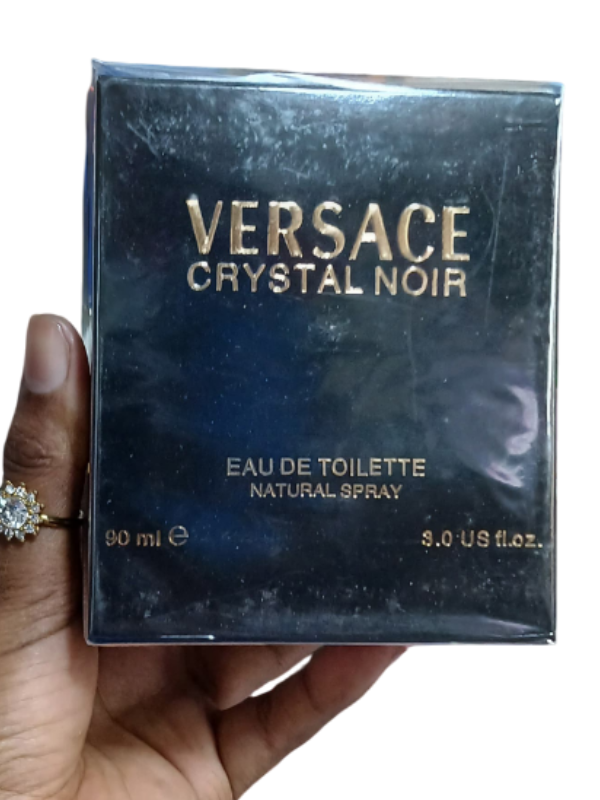 VERSACE
CRYSTAL NOIR
EAU DE TOILETTE
NATURAL SPRAY
90 ml ℮
3.0 US fl.oz.